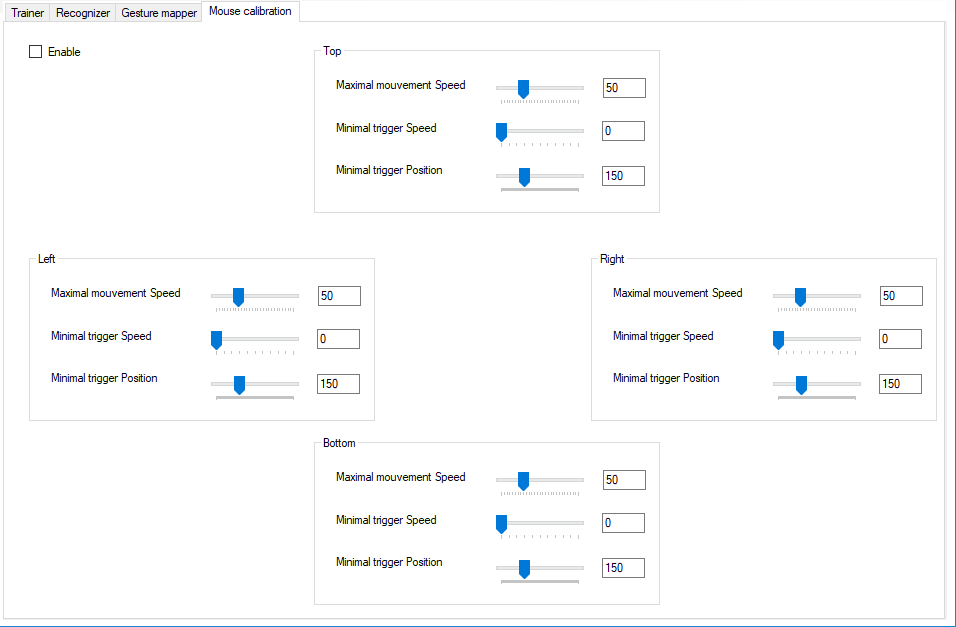 Trainer Recognizer Gesture mapper Mouse calibration
Enable
Top
Maximal mouvement Speed 50
Minimal trigger Speed 0
Minimal trigger Position 150
Left
Maximal mouvement Speed 50
Minimal trigger Speed 0
Minimal trigger Position 150
Right
Maximal mouvement Speed 50
Minimal trigger Speed 0
Minimal trigger Position 150
Bottom
Maximal mouvement Speed 50
Minimal trigger Speed 0
Minimal trigger Position 150